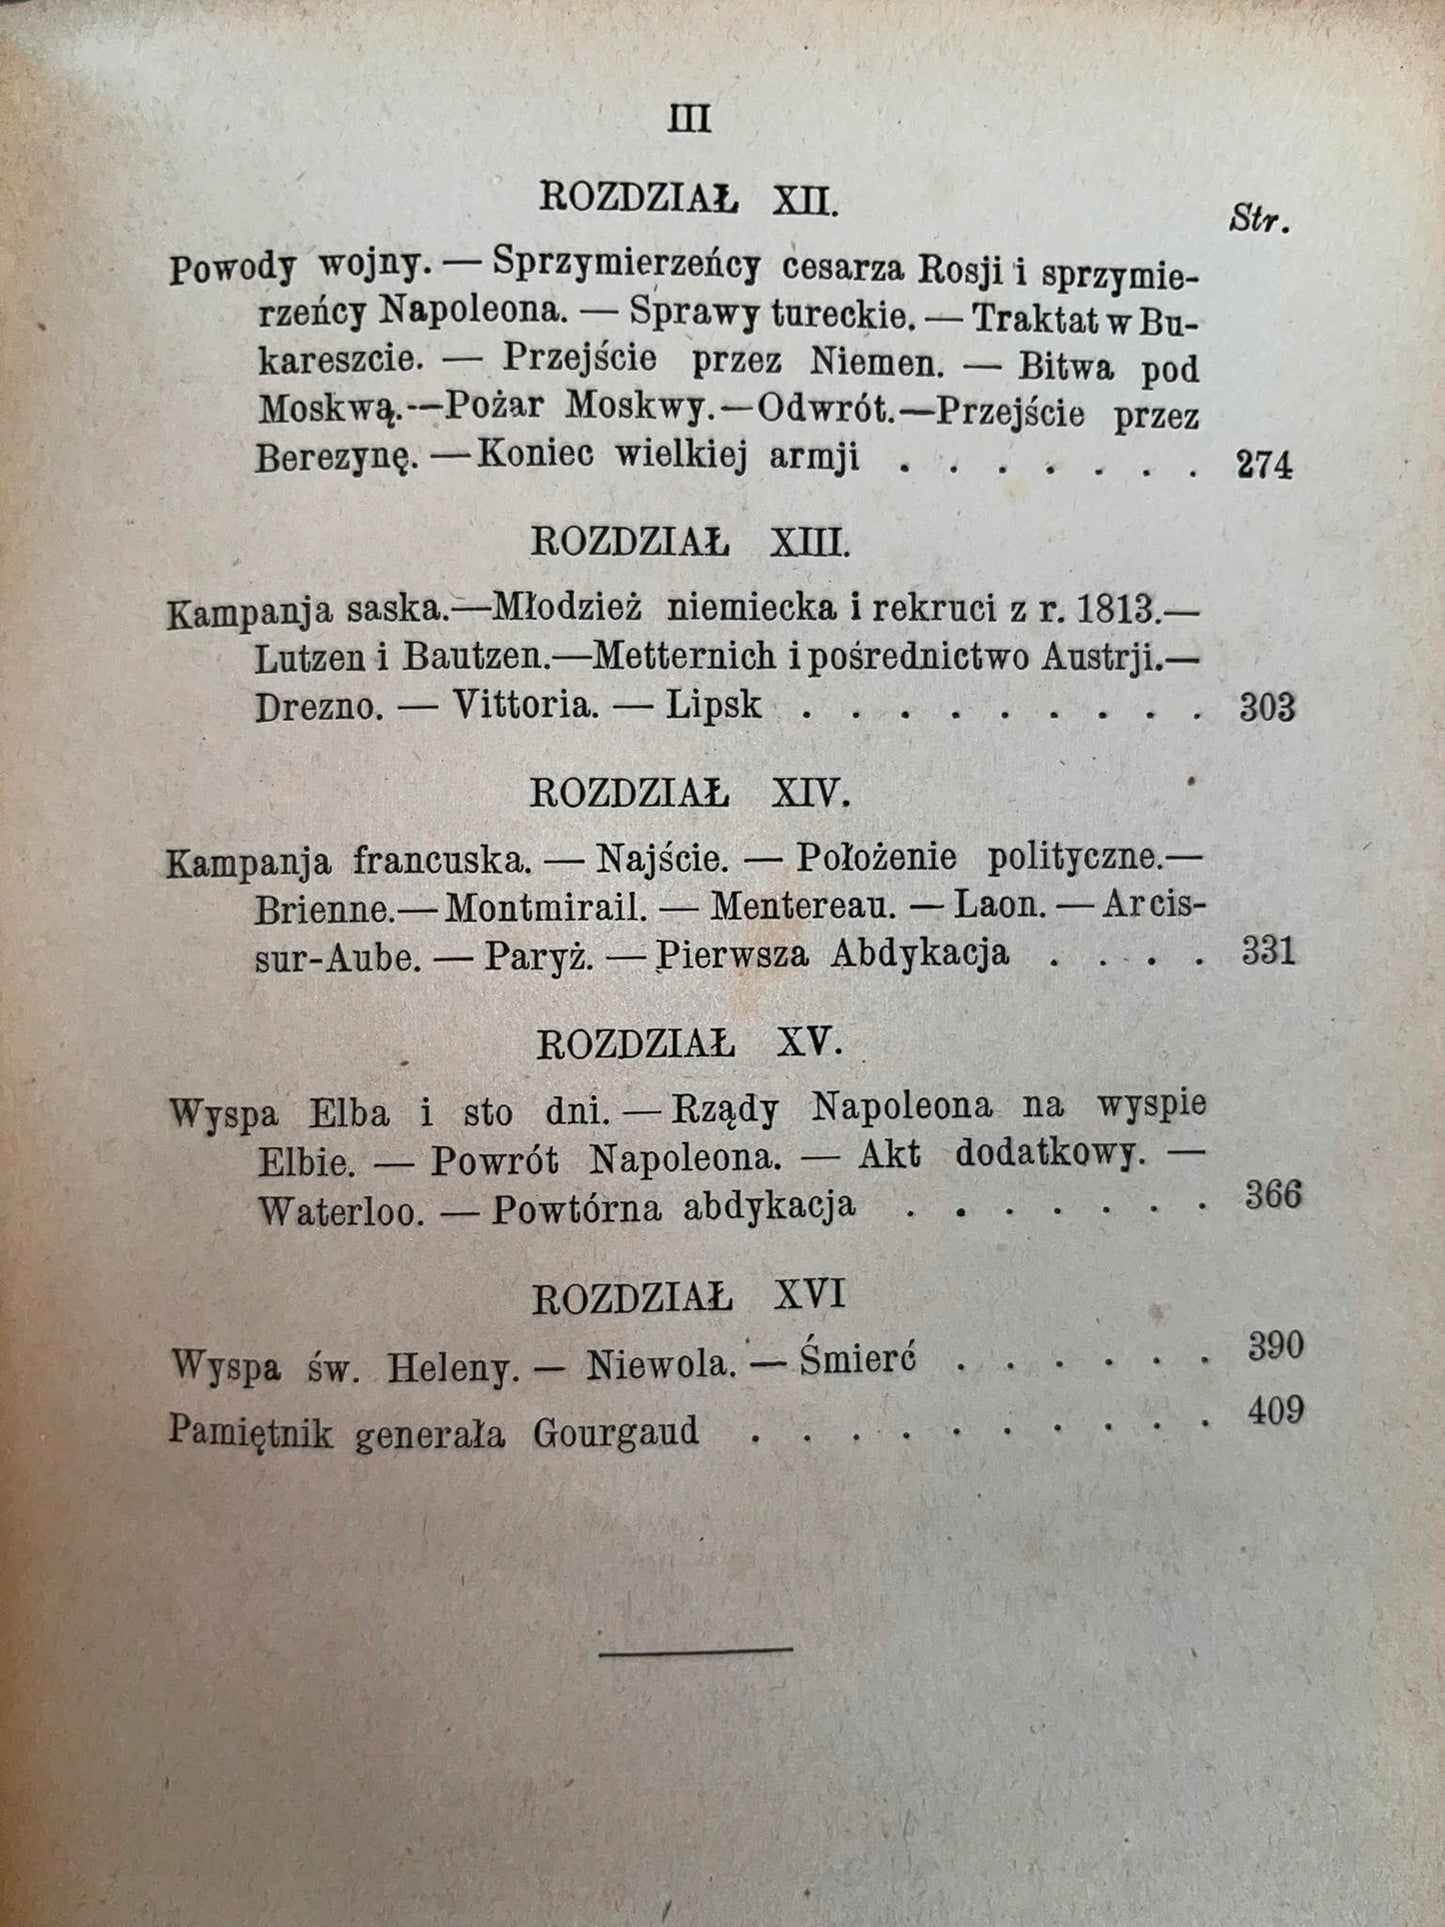 III
ROZDZIAŁ XII.
Str.
Powody wojny. — Sprzymierzeńcy cesarza Rosji i sprzymie-
rzeńcy Napoleona. — Sprawy tureckie. — Traktat w Bu-
kareszcie. — Przejście przez Niemen. — Bitwa pod
Moskwą.—Pożar Moskwy.—Odwrót.—Przejście przez
Berezynę. — Koniec wielkiej armji . . . . . . . 274
ROZDZIAŁ XIII.
Kampanja saska.—Młodzież niemiecka i rekruci z r. 1813.—
Lutzen i Bautzen.—Metternich i pośrednictwo Austrji.—
Drezno. — Vittoria. — Lipsk . . . . . . . . . 303
ROZDZIAŁ XIV.
Kampanja francuska. — Najście. — Położenie polityczne.—
Brienne.— Montmirail. — Mentereau. — Laon. — Arcis-
sur-Aube. — Paryż. — Pierwsza Abdykacja . . . . 331
ROZDZIAŁ XV.
Wyspa Elba i sto dni. — Rządy Napoleona na wyspie
Elbie. — Powrót Napoleona. — Akt dodatkowy. —
Waterloo. — Powtórna abdykacja . . . . . . . 366
ROZDZIAŁ XVI
Wyspa św. Heleny. — Niewola. — Śmierć . . . . . . 390
Pamiętnik generała Gourgaud . . . . . . . . . . 409